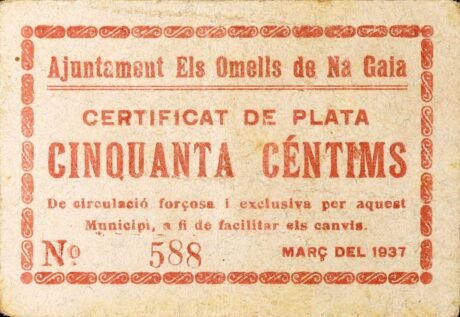 Ajuntament Els Omells de Na Gaia
CERTIFICAT DE PLATA
CINQUANTA CÉNTIMS
De circulació forçosa i exclusiva per aquest
Municipi, a fi de facilitar els canvis.
Nº 588 MARÇ DEL 1937